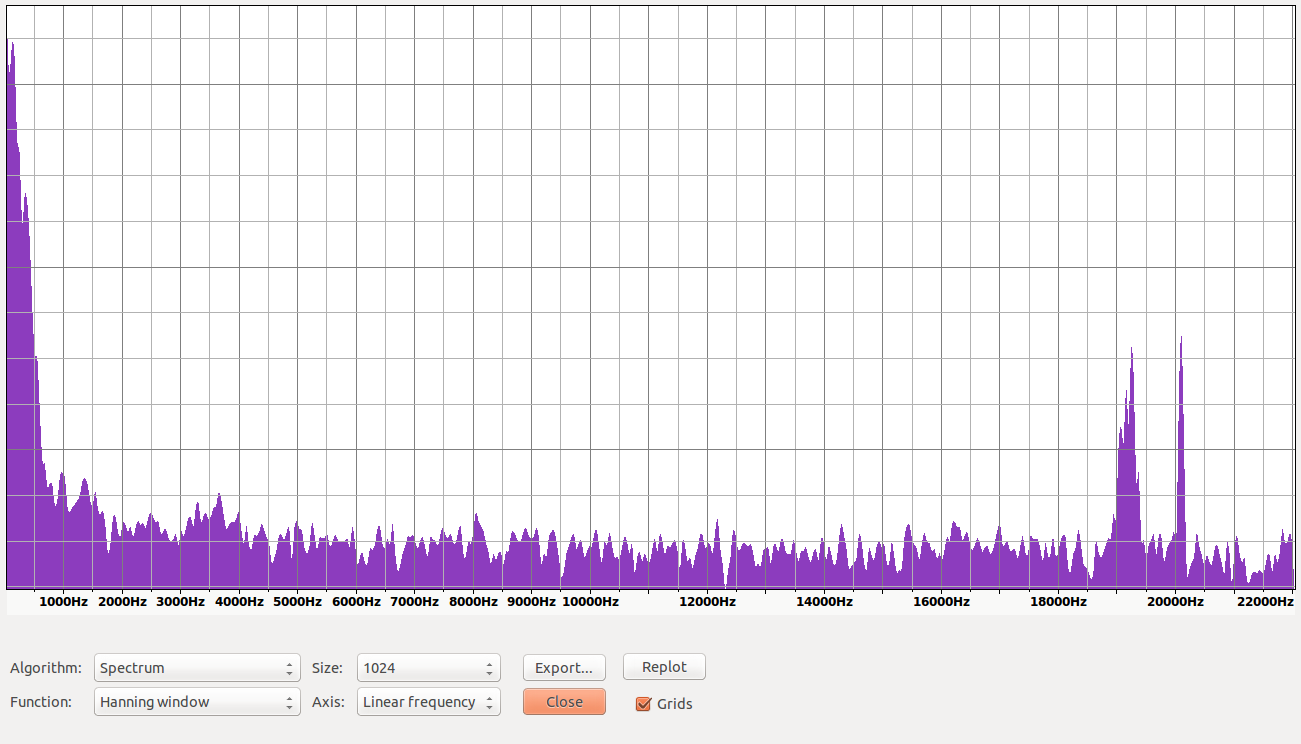 1000Hz 2000Hz 3000Hz 4000Hz 5000Hz 6000Hz 7000Hz 8000Hz 9000Hz 10000Hz 12000Hz 14000Hz 16000Hz 18000Hz 20000Hz 22000Hz
Algorithm: Spectrum Size: 1024 Export... Replot
Function: Hanning window Axis: Linear frequency Close Grids